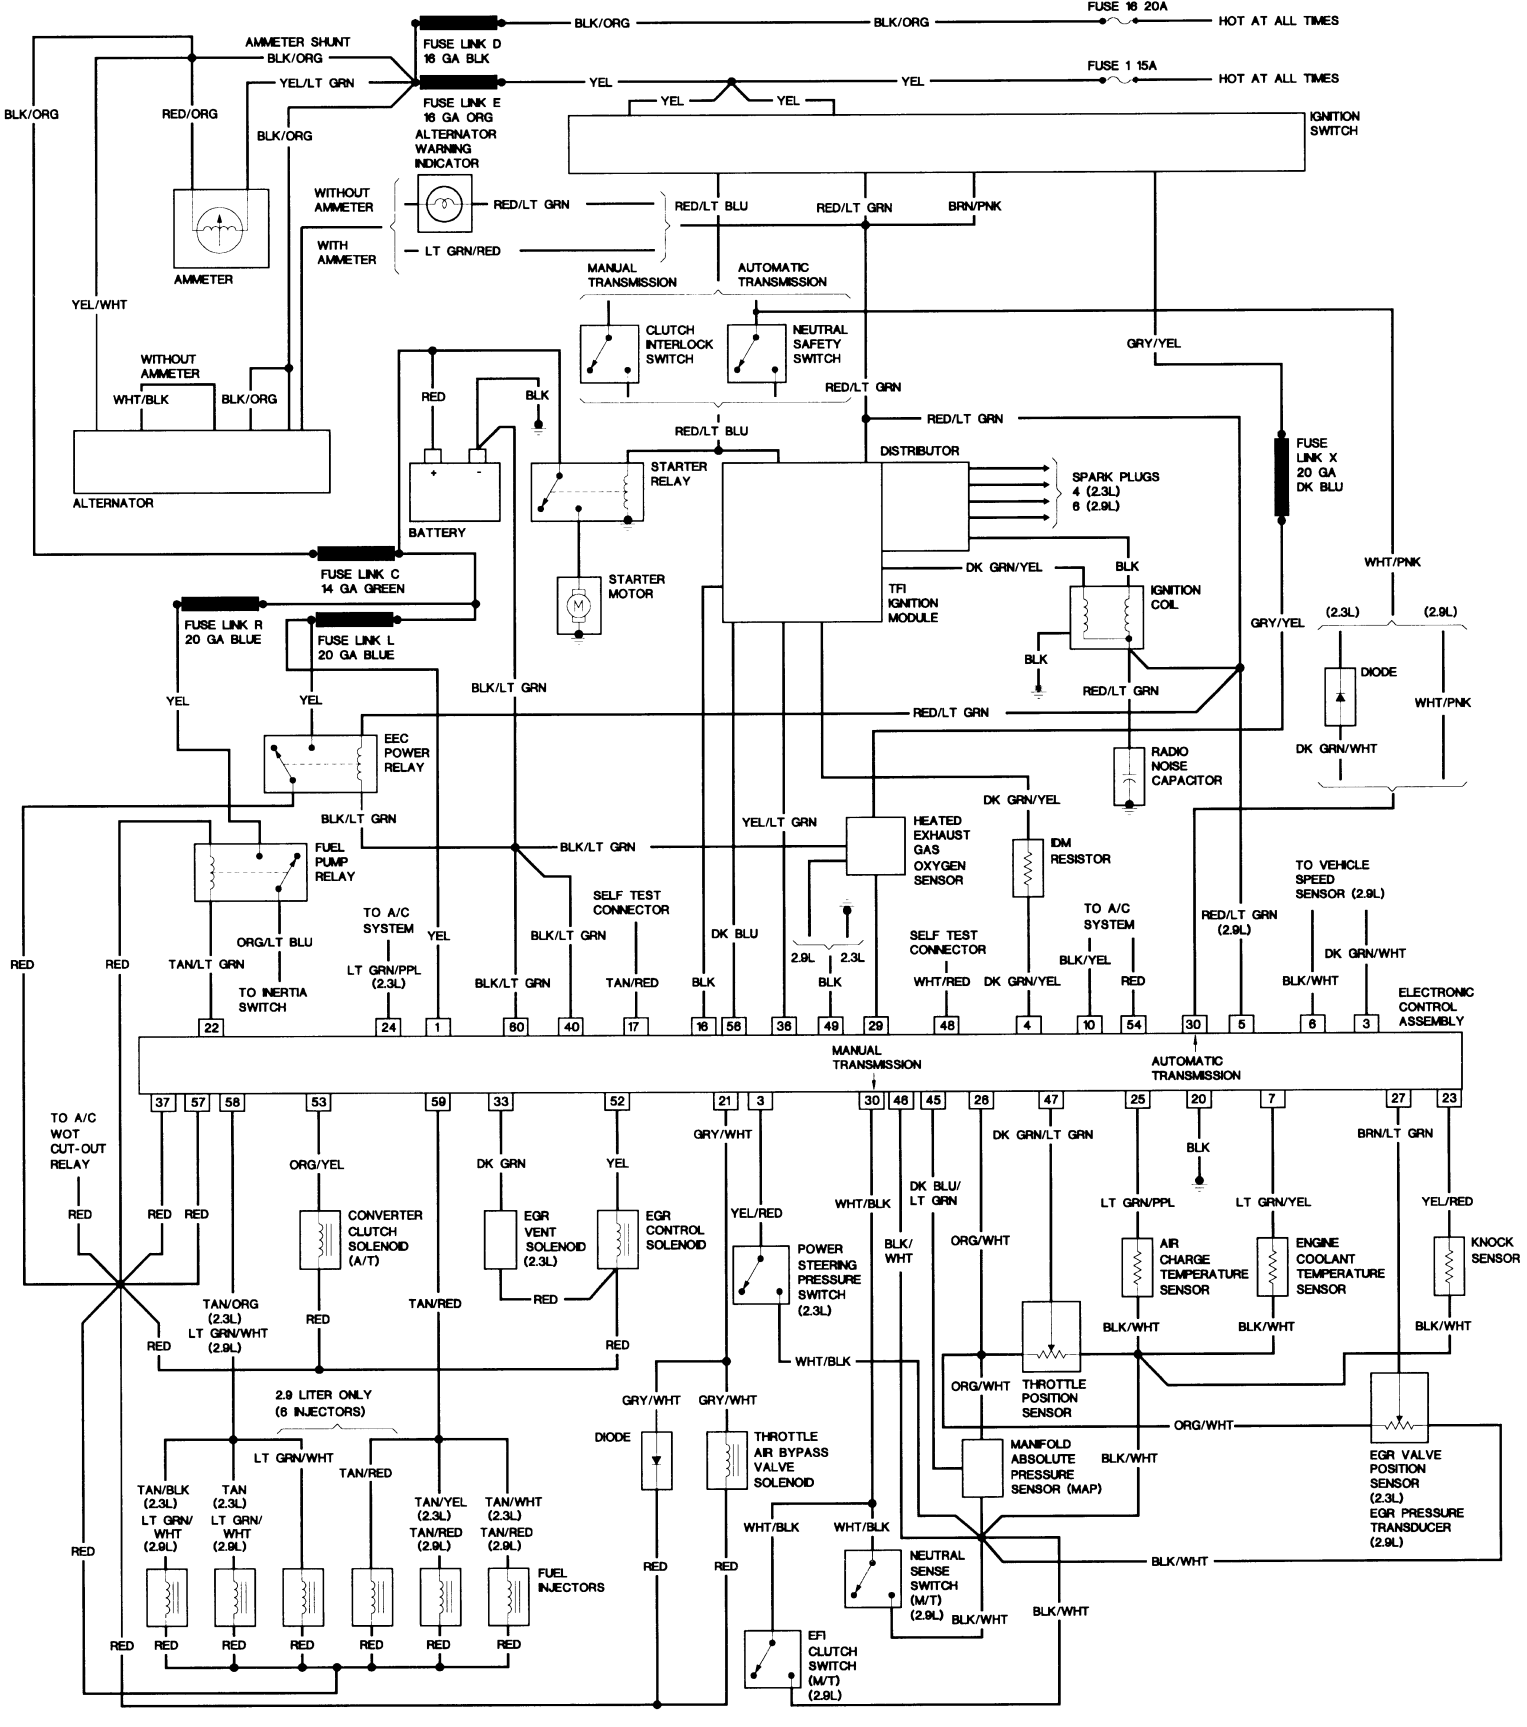 FUSE 16 20A
BLK/ORG
BLK/ORG
HOT AT ALL TIMES
AMMETER SHUNT
BLK/ORG
FUSE LINK D
16 GA BLK
FUSE 1 15A
YEL/LT GRN
YEL
YEL
HOT AT ALL TIMES
FUSE LINK E
16 GA ORG
YEL
YEL
BLK/ORG
RED/ORG
BLK/ORG
ALTERNATOR
WARNING
INDICATOR
IGNITION
SWITCH
WITHOUT
AMMETER
RED/LT GRN
RED/LT BLU
RED/LT GRN
BRN/PNK
WITH
AMMETER
LT GRN/RED
AMMETER
MANUAL
TRANSMISSION
AUTOMATIC
TRANSMISSION
YEL/WHT
CLUTCH
INTERLOCK
SWITCH
NEUTRAL
SAFETY
SWITCH
GRY/YEL
WITHOUT
AMMETER
WHT/BLK
BLK/ORG
RED
BLK
RED/LT GRN
RED/LT BLU
RED/LT GRN
ALTERNATOR
+
-
BATTERY
STARTER
RELAY
DISTRIBUTOR
SPARK PLUGS
4 (2.3L)
6 (2.9L)
FUSE
LINK X
20 GA
DK BLU
FUSE LINK C
14 GA GREEN
M
STARTER
MOTOR
DK GRN/YEL
BLK
TFI
IGNITION
MODULE
IGNITION
COIL
WHT/PNK
FUSE LINK R
20 GA BLUE
FUSE LINK L
20 GA BLUE
GRY/YEL
(2.3L)
(2.9L)
BLK
DIODE
YEL
YEL
BLK/LT GRN
RED/LT GRN
RED/LT GRN
WHT/PNK
DK GRN/WHT
EEC
POWER
RELAY
RADIO
NOISE
CAPACITOR
BLK/LT GRN
YEL/LT GRN
DK GRN/YEL
HEATED
EXHAUST
GAS
OXYGEN
SENSOR
IDM
RESISTOR
FUEL
PUMP
RELAY
BLK/LT GRN
TO VEHICLE
SPEED
SENSOR (2.9L)
SELF TEST
CONNECTOR
TO A/C
SYSTEM
TO A/C
SYSTEM
RED/LT GRN
(2.9L)
ORG/LT BLU
YEL
BLK/LT GRN
DK BLU
SELF TEST
CONNECTOR
RED
RED
TAN/LT GRN
LT GRN/PPL
(2.3L)
2.9L
2.3L
BLK/YEL
DK GRN/WHT
TO INERTIA
SWITCH
BLK/LT GRN
TAN/RED
BLK
BLK
WHT/RED
DK GRN/YEL
RED
BLK/WHT
ELECTRONIC
CONTROL
ASSEMBLY
22
24
1
60
40
17
16
56
36
49
29
48
4
10
54
30
5
6
3
MANUAL
TRANSMISSION
AUTOMATIC
TRANSMISSION
37
57
58
53
59
33
52
21
3
30
46
45
26
47
25
20
7
27
23
TO A/C
WOT
CUT-OUT
RELAY
GRY/WHT
DK GRN/LT GRN
BLK
BRN/LT GRN
ORG/YEL
DK GRN
YEL
RED
RED
RED
YEL/RED
WHT/BLK
DK BLU/
LT GRN
LT GRN/PPL
LT GRN/YEL
YEL/RED
CONVERTER
CLUTCH
SOLENOID
(A/T)
EGR
VENT
SOLENOID
(2.3L)
EGR
CONTROL
SOLENOID
POWER
STEERING
PRESSURE
SWITCH
(2.3L)
BLK/
WHT
ORG/WHT
AIR
CHARGE
TEMPERATURE
SENSOR
ENGINE
COOLANT
TEMPERATURE
SENSOR
KNOCK
SENSOR
TAN/ORG
(2.3L)
LT GRN/WHT
(2.9L)
RED
RED
TAN/RED
RED
RED
BLK/WHT
BLK/WHT
BLK/WHT
WHT/BLK
2.9 LITER ONLY
(6 INJECTORS)
GRY/WHT
GRY/WHT
ORG/WHT
THROTTLE
POSITION
SENSOR
ORG/WHT
LT GRN/WHT
TAN/RED
DIODE
THROTTLE
AIR BYPASS
VALVE
SOLENOID
MANIFOLD
ABSOLUTE
PRESSURE
SENSOR (MAP)
BLK/WHT
EGR VALVE
POSITION
SENSOR
(2.3L)
EGR PRESSURE
TRANSDUCER
(2.9L)
TAN/BLK
(2.3L)
LT GRN/
WHT
(2.9L)
TAN
(2.3L)
LT GRN/
WHT
(2.9L)
TAN/YEL
(2.3L)
TAN/RED
(2.9L)
TAN/WHT
(2.3L)
TAN/RED
(2.9L)
WHT/BLK
WHT/BLK
RED
RED
RED
BLK/WHT
FUEL
INJECTORS
NEUTRAL
SENSE
SWITCH
(M/T)
(2.9L)
BLK/WHT
BLK/WHT
RED
RED
RED
RED
RED
RED
RED
EFI
CLUTCH
SWITCH
(M/T)
(2.9L)